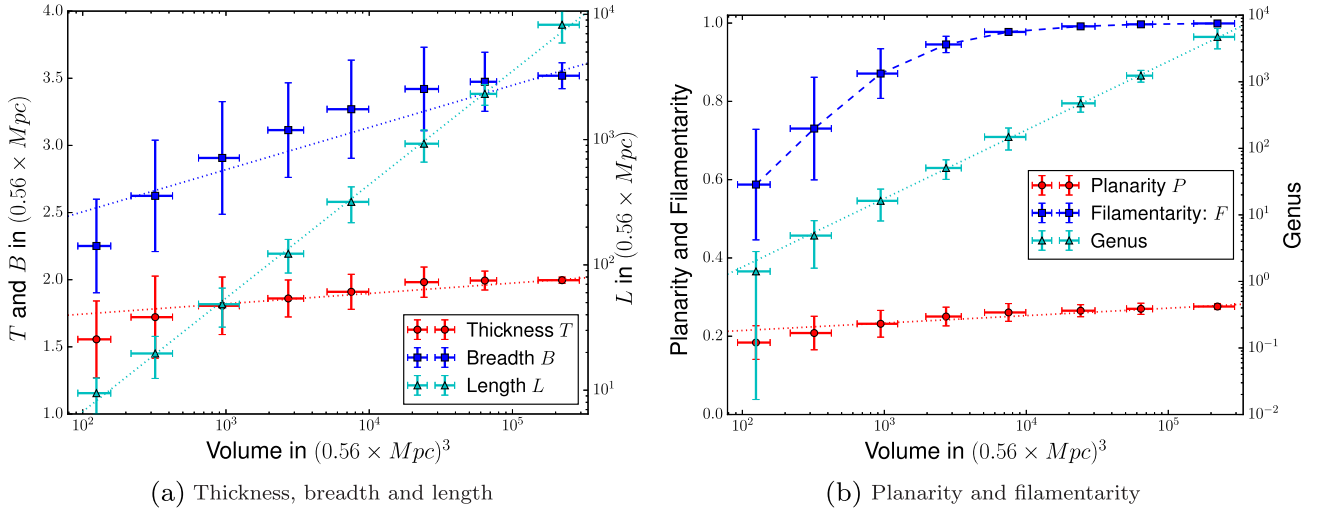 4.0
3.5
3.0
2.5
2.0
1.5
1.0
T and B in (0.56 × Mpc)
10^4
10^3
10^2
10^1
L in (0.56 × Mpc)
Thickness T
Breadth B
Length L
10^2 10^3 10^4 10^5
Volume in (0.56 × Mpc)^3
(a) Thickness, breadth and length
1.0
0.8
0.6
0.4
0.2
0.0
Planarity and Filamentarity
10^4
10^3
10^2
10^1
10^0
10^-1
10^-2
Genus
Planarity P
Filamentarity: F
Genus
10^2 10^3 10^4 10^5
Volume in (0.56 × Mpc)^3
(b) Planarity and filamentarity